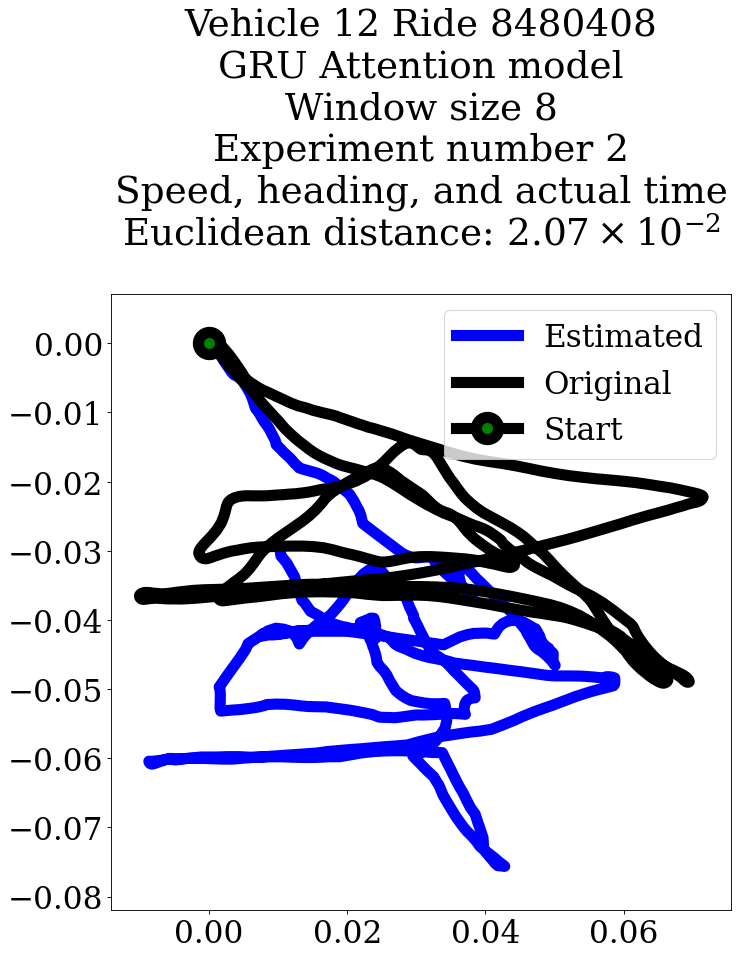 Vehicle 12 Ride 8480408
GRU Attention model
Window size 8
Experiment number 2
Speed, heading, and actual time
Euclidean distance: 2.07 × 10⁻²
Estimated
Original
Start
0.00
−0.01
−0.02
−0.03
−0.04
−0.05
−0.06
−0.07
−0.08
0.00 0.02 0.04 0.06